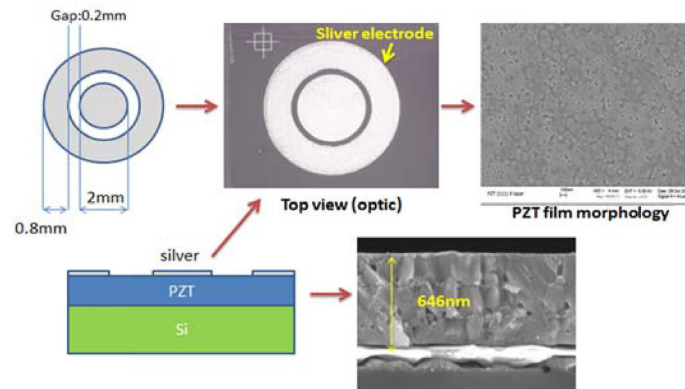 Gap:0.2mm
2mm
0.8mm
Sliver electrode
Top view (optic)
PZT film morphology
silver
PZT
Si
646nm